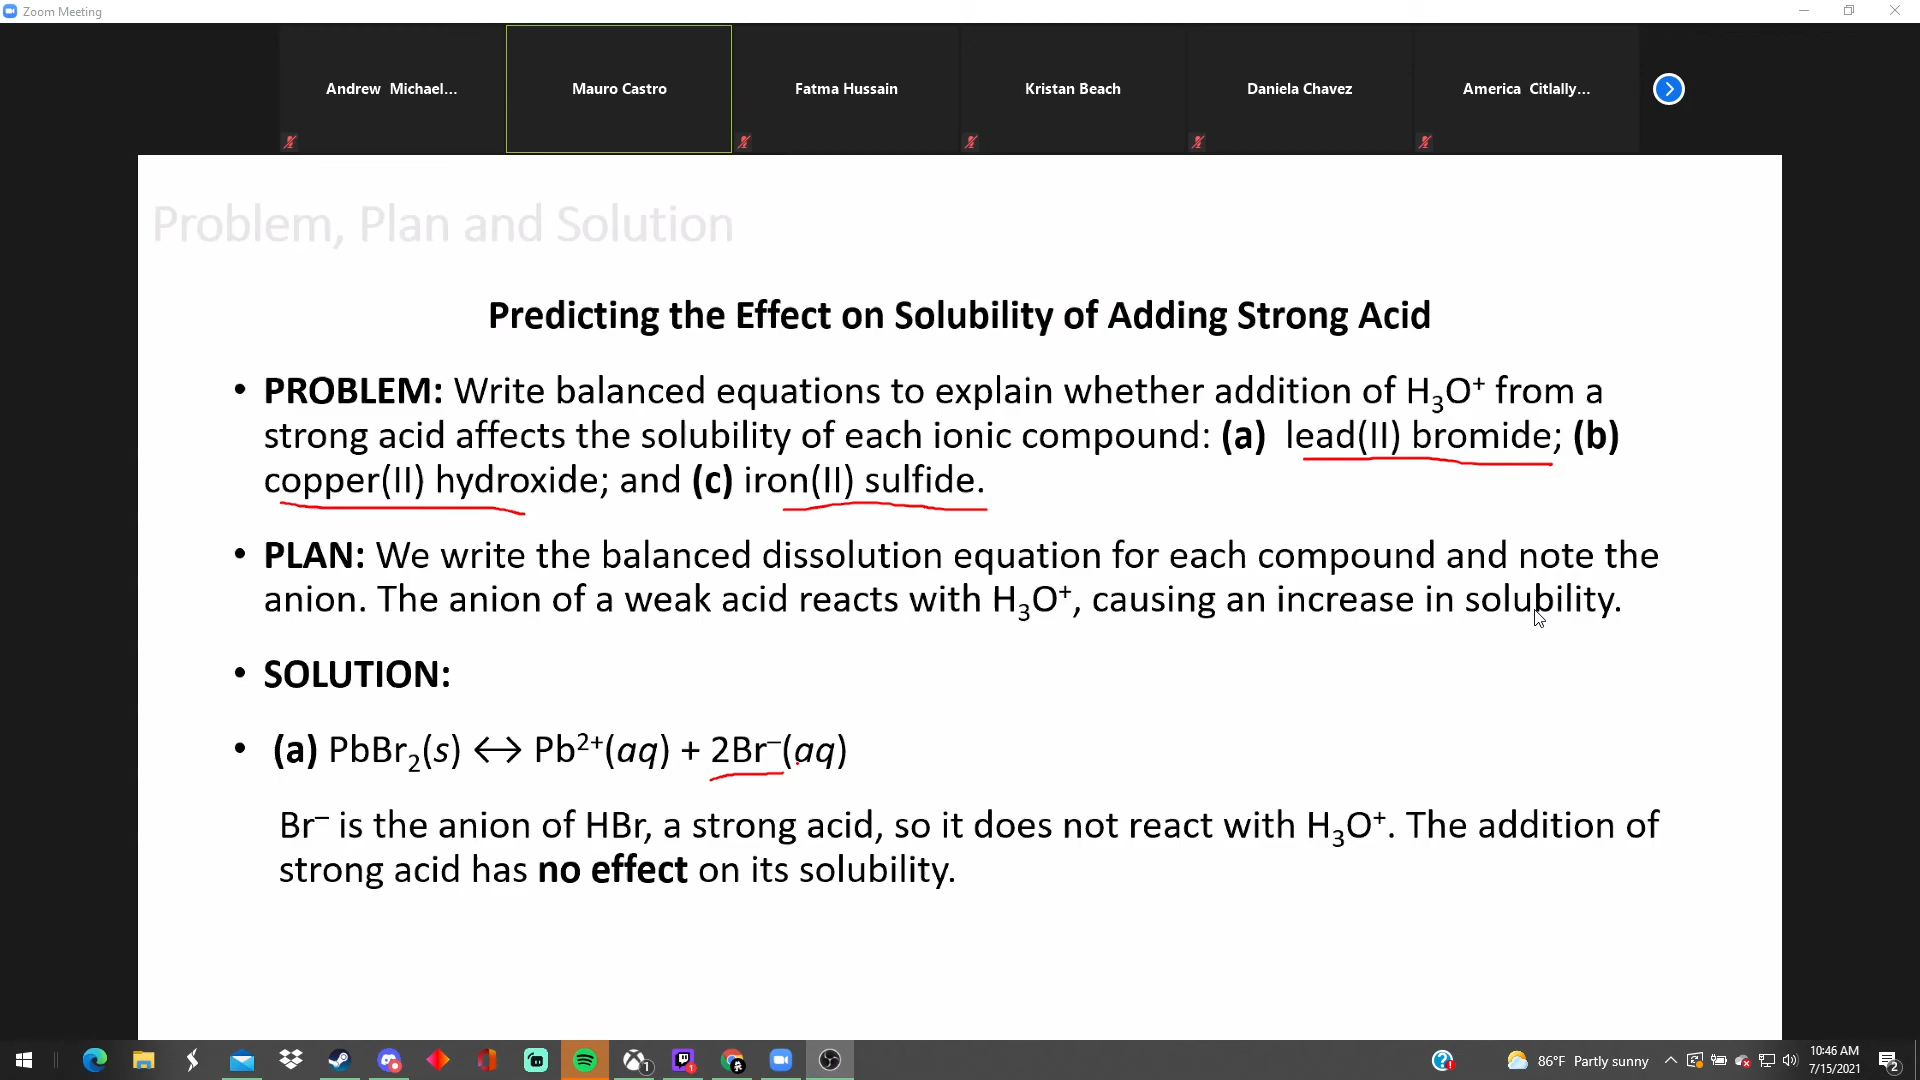 Zoom Meeting
Andrew Michael...
Mauro Castro
Fatma Hussain
Kristan Beach
Daniela Chavez
America Citlally...
Problem, Plan and Solution
Predicting the Effect on Solubility of Adding Strong Acid
• PROBLEM: Write balanced equations to explain whether addition of H₃O⁺ from a
strong acid affects the solubility of each ionic compound: (a) lead(II) bromide; (b)
copper(II) hydroxide; and (c) iron(II) sulfide.
• PLAN: We write the balanced dissolution equation for each compound and note the
anion. The anion of a weak acid reacts with H₃O⁺, causing an increase in solubility.
• SOLUTION:
• (a) PbBr₂(s) ↔ Pb²⁺(aq) + 2Br⁻(aq)
Br⁻ is the anion of HBr, a strong acid, so it does not react with H₃O⁺. The addition of
strong acid has no effect on its solubility.
86°F Partly sunny
10:46 AM
7/15/2021
1
1
2